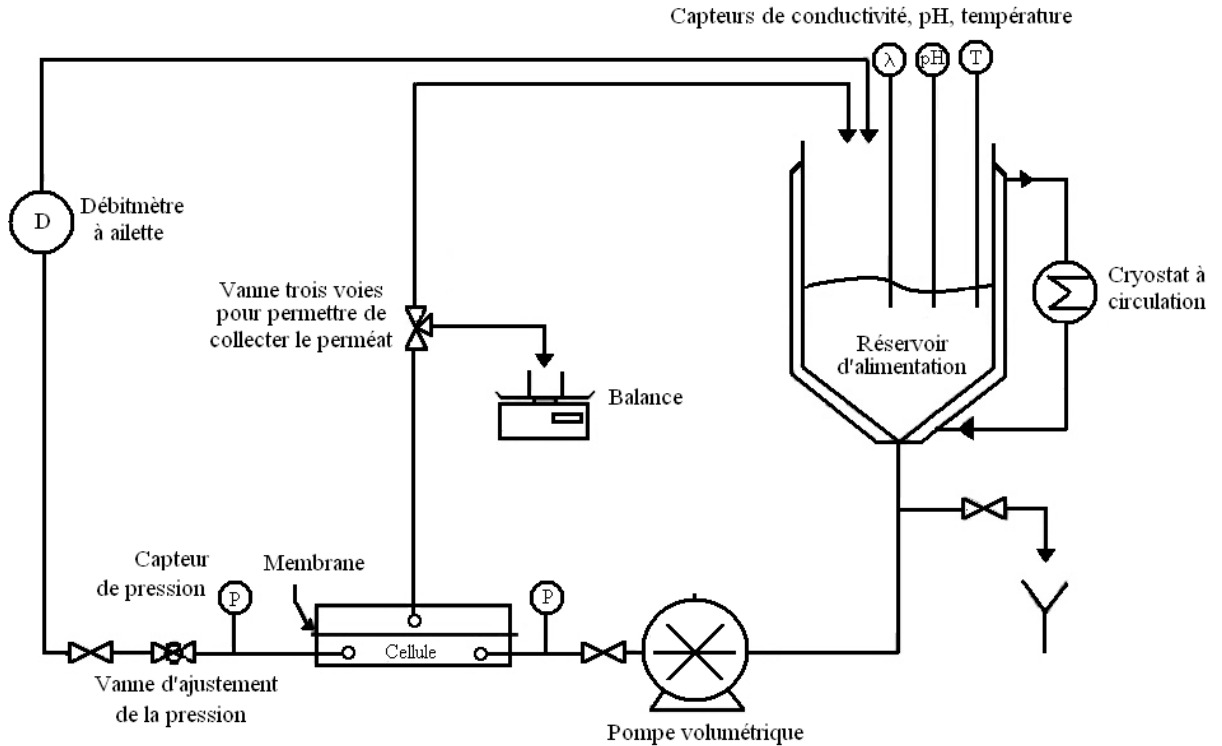 Capteurs de conductivité, pH, température
λ
pH
T
D
Débitmètre
à ailette
Vanne trois voies
pour permettre de
collecter le perméat
Cryostat à
circulation
Réservoir
d'alimentation
Balance
Capteur
de pression
Membrane
P
P
Cellule
Vanne d'ajustement
de la pression
Pompe volumétrique